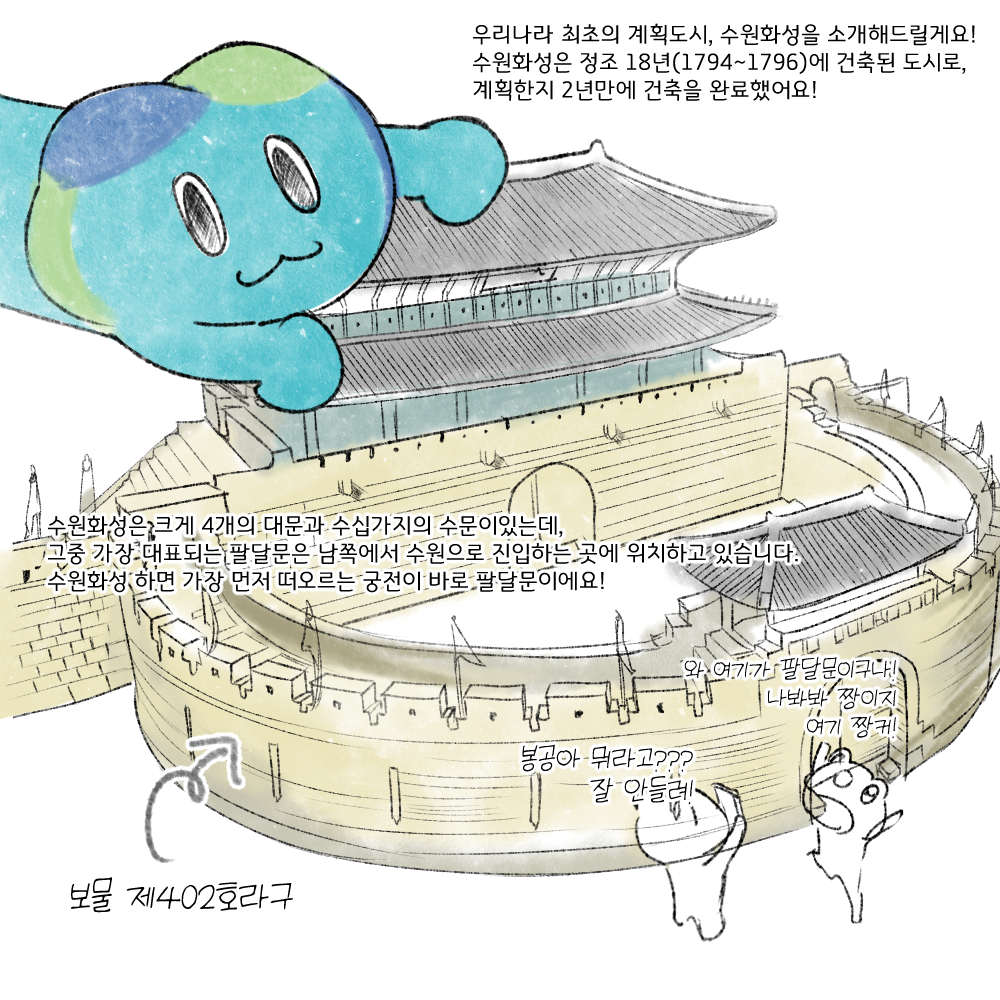 우리나라 최초의 계획도시, 수원화성을 소개해드릴게요!
수원화성은 정조 18년(1794~1796)에 건축된 도시로,
계획한지 2년만에 건축을 완료했어요!
수원화성은 크게 4개의 대문과 수십가지의 수문이있는데,
그중 가장 대표되는 팔달문은 남쪽에서 수원으로 진입하는 곳에 위치하고 있습니다.
수원화성 하면 가장 먼저 떠오르는 궁전이 바로 팔달문이에요!
와 여기가 팔달문이구나!
나봐봐 짱이지
여기 짱커!
봉공아 뭐라고???
잘 안들려!
보물 제402호라구